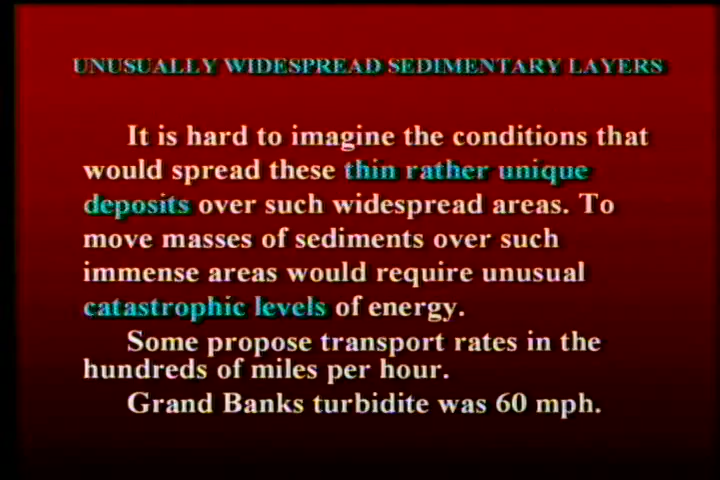 UNUSUALLY WIDESPREAD SEDIMENTARY LAYERS
It is hard to imagine the conditions that
would spread these thin rather unique
deposits over such widespread areas. To
move masses of sediments over such
immense areas would require unusual
catastrophic levels of energy.
Some propose transport rates in the
hundreds of miles per hour.
Grand Banks turbidite was 60 mph.